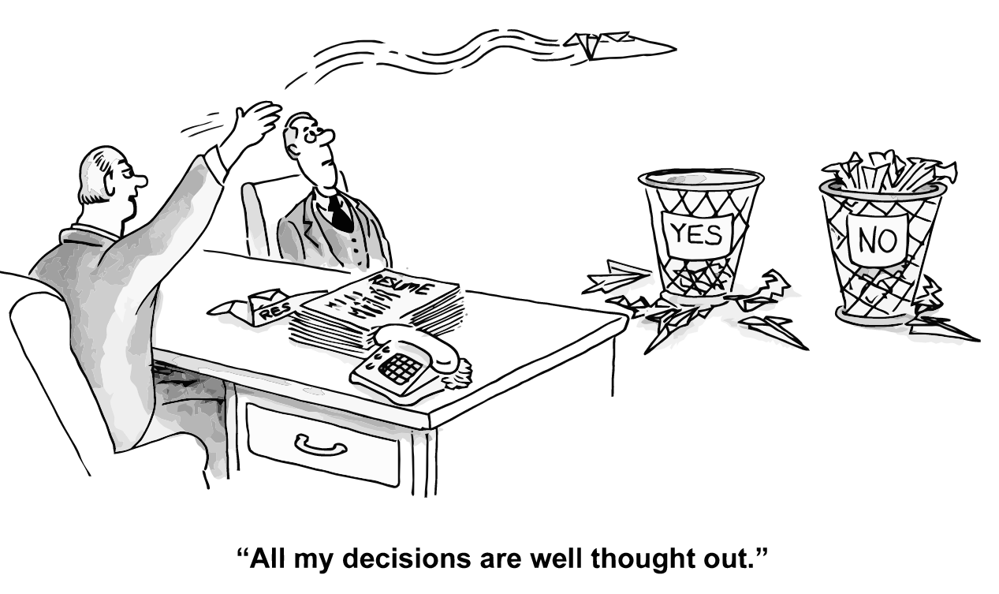 YES
NO
RESUME
RES
“All my decisions are well thought out.”